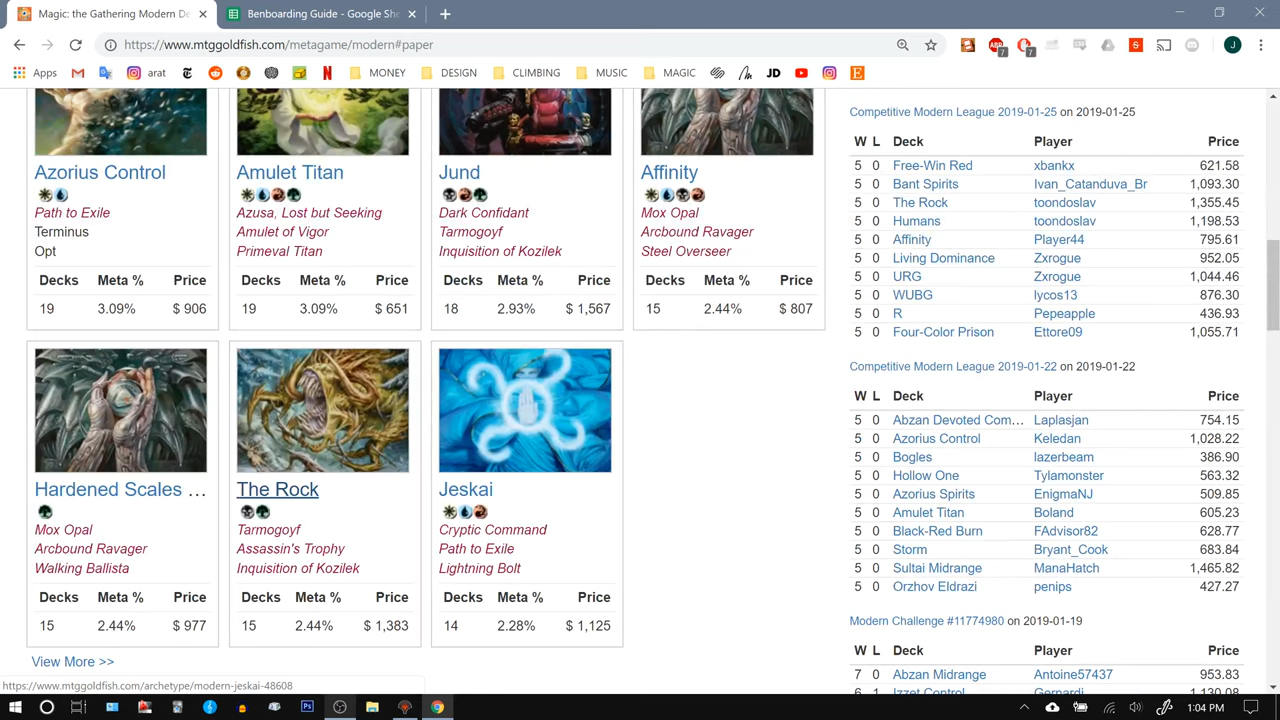 Magic: the Gathering Modern De
Benboarding Guide - Google She
https://www.mtggoldfish.com/metagame/modern#paper
Apps
arat
MONEY
DESIGN
CLIMBING
MUSIC
MAGIC
JD
ABP
7
7
J
Azorius Control
Path to Exile
Terminus
Opt
Decks Meta % Price
19 3.09% $ 906
Amulet Titan
Azusa, Lost but Seeking
Amulet of Vigor
Primeval Titan
Decks Meta % Price
19 3.09% $ 651
Jund
Dark Confidant
Tarmogoyf
Inquisition of Kozilek
Decks Meta % Price
18 2.93% $ 1,567
Affinity
Mox Opal
Arcbound Ravager
Steel Overseer
Decks Meta % Price
15 2.44% $ 807
Hardened Scales ...
Mox Opal
Arcbound Ravager
Walking Ballista
Decks Meta % Price
15 2.44% $ 977
The Rock
Tarmogoyf
Assassin's Trophy
Inquisition of Kozilek
Decks Meta % Price
15 2.44% $ 1,383
Jeskai
Cryptic Command
Path to Exile
Lightning Bolt
Decks Meta % Price
14 2.28% $ 1,125
View More >>
Competitive Modern League 2019-01-25 on 2019-01-25
W L Deck Player Price
5 0 Free-Win Red xbankx 621.58
5 0 Bant Spirits Ivan_Catanduva_Br 1,093.30
5 0 The Rock toondoslav 1,355.45
5 0 Humans toondoslav 1,198.53
5 0 Affinity Player44 795.61
5 0 Living Dominance Zxrogue 952.05
5 0 URG Zxrogue 1,044.46
5 0 WUBG lycos13 876.30
5 0 R Pepeapple 436.93
5 0 Four-Color Prison Ettore09 1,055.71
Competitive Modern League 2019-01-22 on 2019-01-22
W L Deck Player Price
5 0 Abzan Devoted Com... Laplasjan 754.15
5 0 Azorius Control Keledan 1,028.22
5 0 Bogles lazerbeam 386.90
5 0 Hollow One Tylamonster 563.32
5 0 Azorius Spirits EnigmaNJ 509.85
5 0 Amulet Titan Boland 605.23
5 0 Black-Red Burn FAdvisor82 628.77
5 0 Storm Bryant_Cook 683.84
5 0 Sultai Midrange ManaHatch 1,465.82
5 0 Orzhov Eldrazi penips 427.27
Modern Challenge #11774980 on 2019-01-19
W L Deck Player Price
7 0 Abzan Midrange Antoine57437 953.83
6 1 Izzet Control Gernardi 1,130.08
https://www.mtggoldfish.com/archetype/modern-jeskai-48608
Ps
1:04 PM